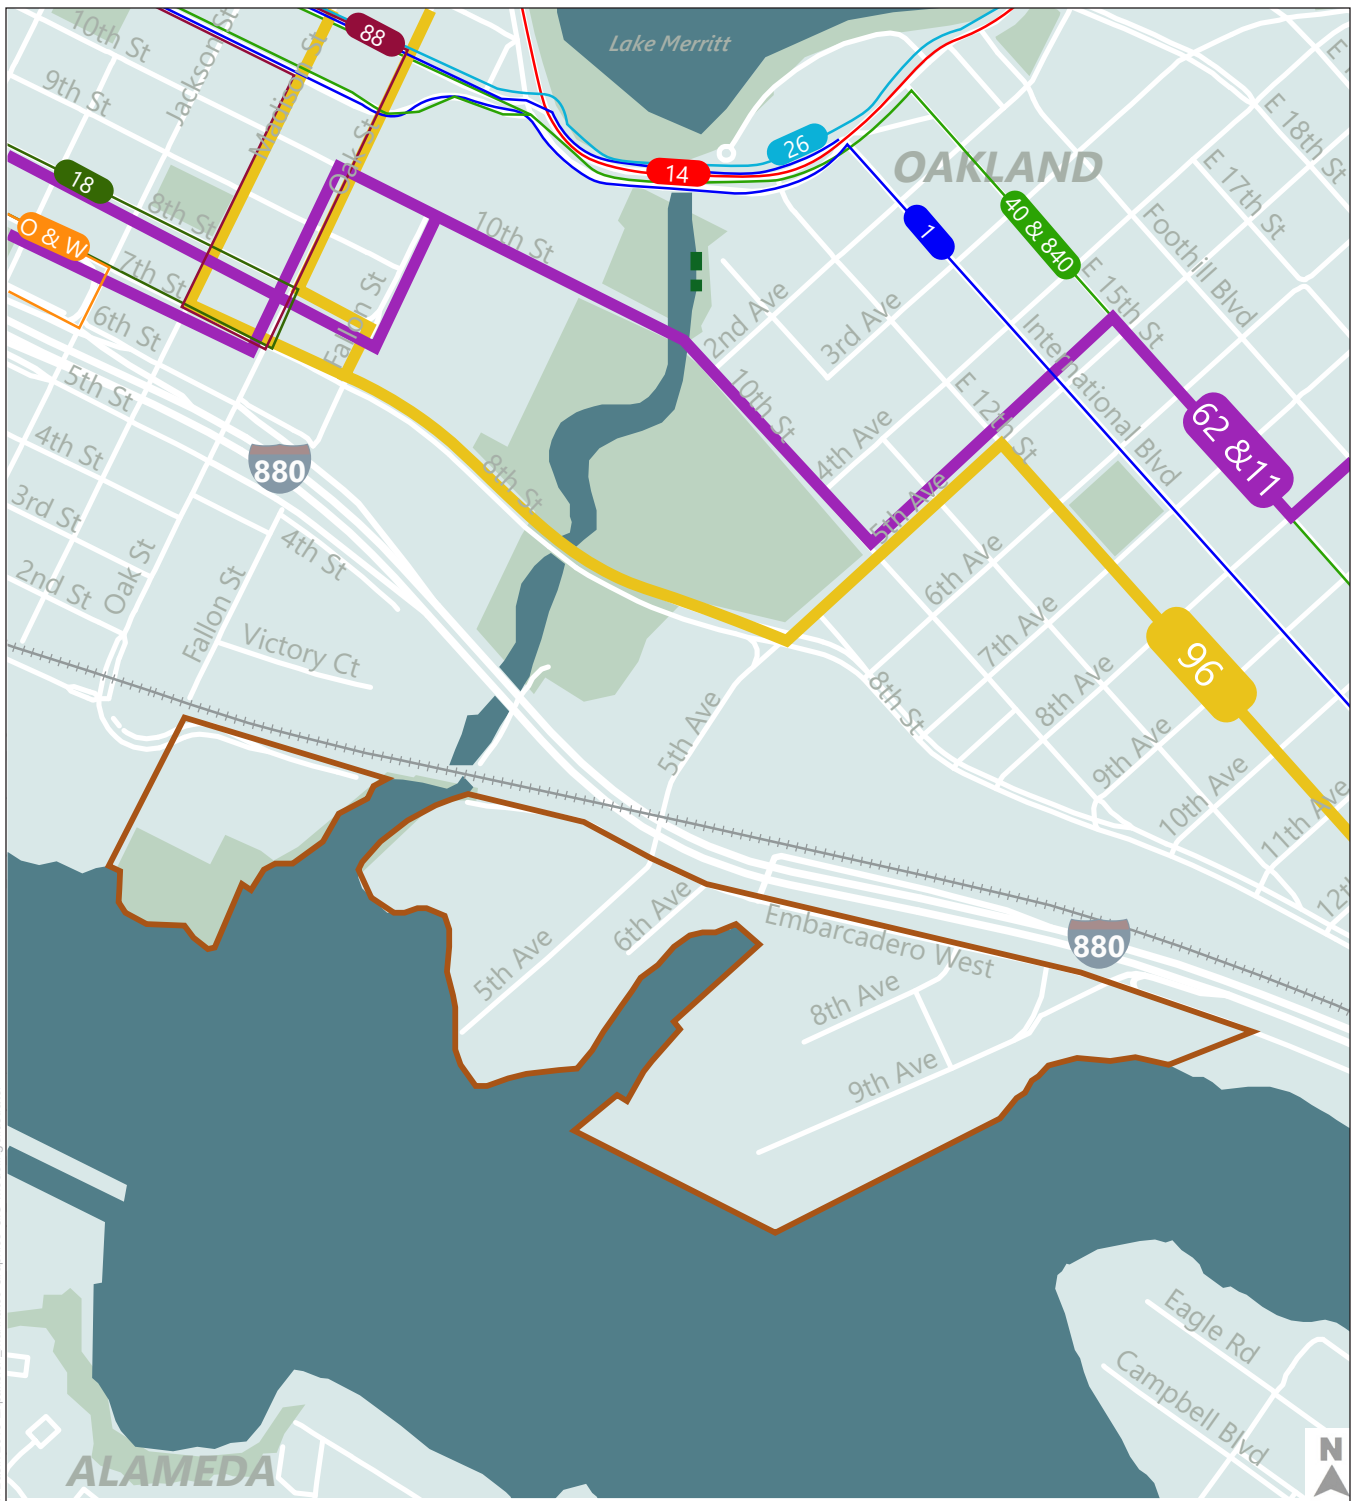 10th St
Jackson St
Madison St
88
Lake Merritt
9th St
Oak St
26
14
OAKLAND
E 18th St
E 17th St
18
8th St
O & W
7th St
6th St
Fallon St
10th St
1
40 & 840
Foothill Blvd
E 15th St
2nd Ave
3rd Ave
International Blvd
5th St
10th St
E 12th St
4th St
880
4th Ave
62 & 11
8th St
3rd St
5th Ave
4th St
2nd St
Oak St
Fallon St
6th Ave
7th Ave
Victory Ct
96
8th Ave
8th St
5th Ave
9th Ave
10th Ave
11th Ave
12th
6th Ave
Embarcadero West
880
5th Ave
8th Ave
9th Ave
Eagle Rd
Campbell Blvd
ALAMEDA
N